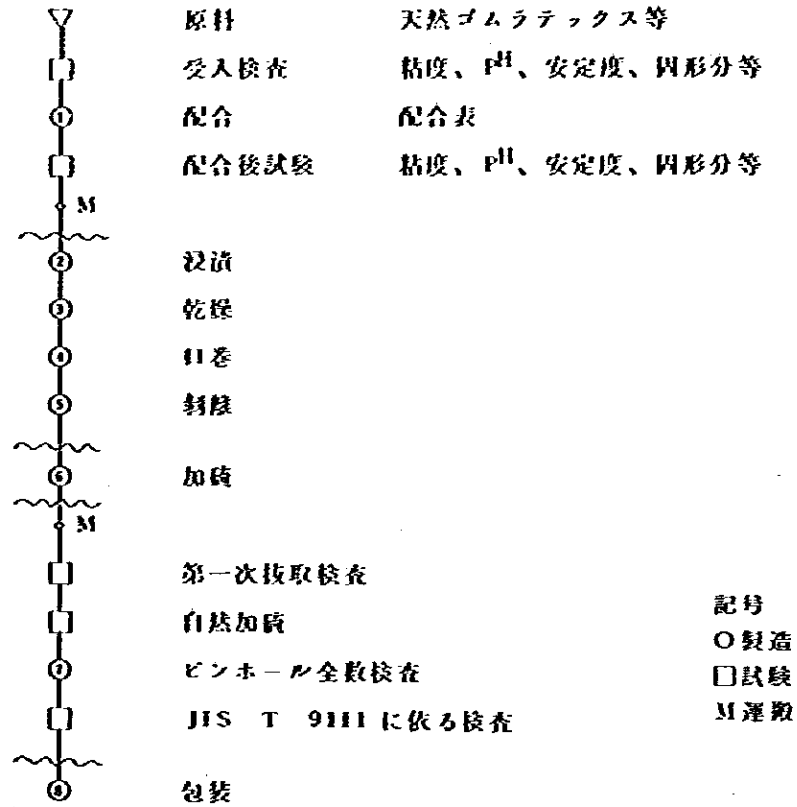 原料 天然ゴムラテックス等
受入検査 粘度、PH、安定度、固形分等
① 配合 配合表
配合後試験 粘度、PH、安定度、固形分等
M
② 浸漬
③ 乾燥
④ 口巻
⑤
⑥ 加硫
M
第一次抜取検査
自然加硫
⑦ ピンホール全数検査
JIS T 9111 に依る検査
⑧ 包装
記号
○製造
□試験
M運搬